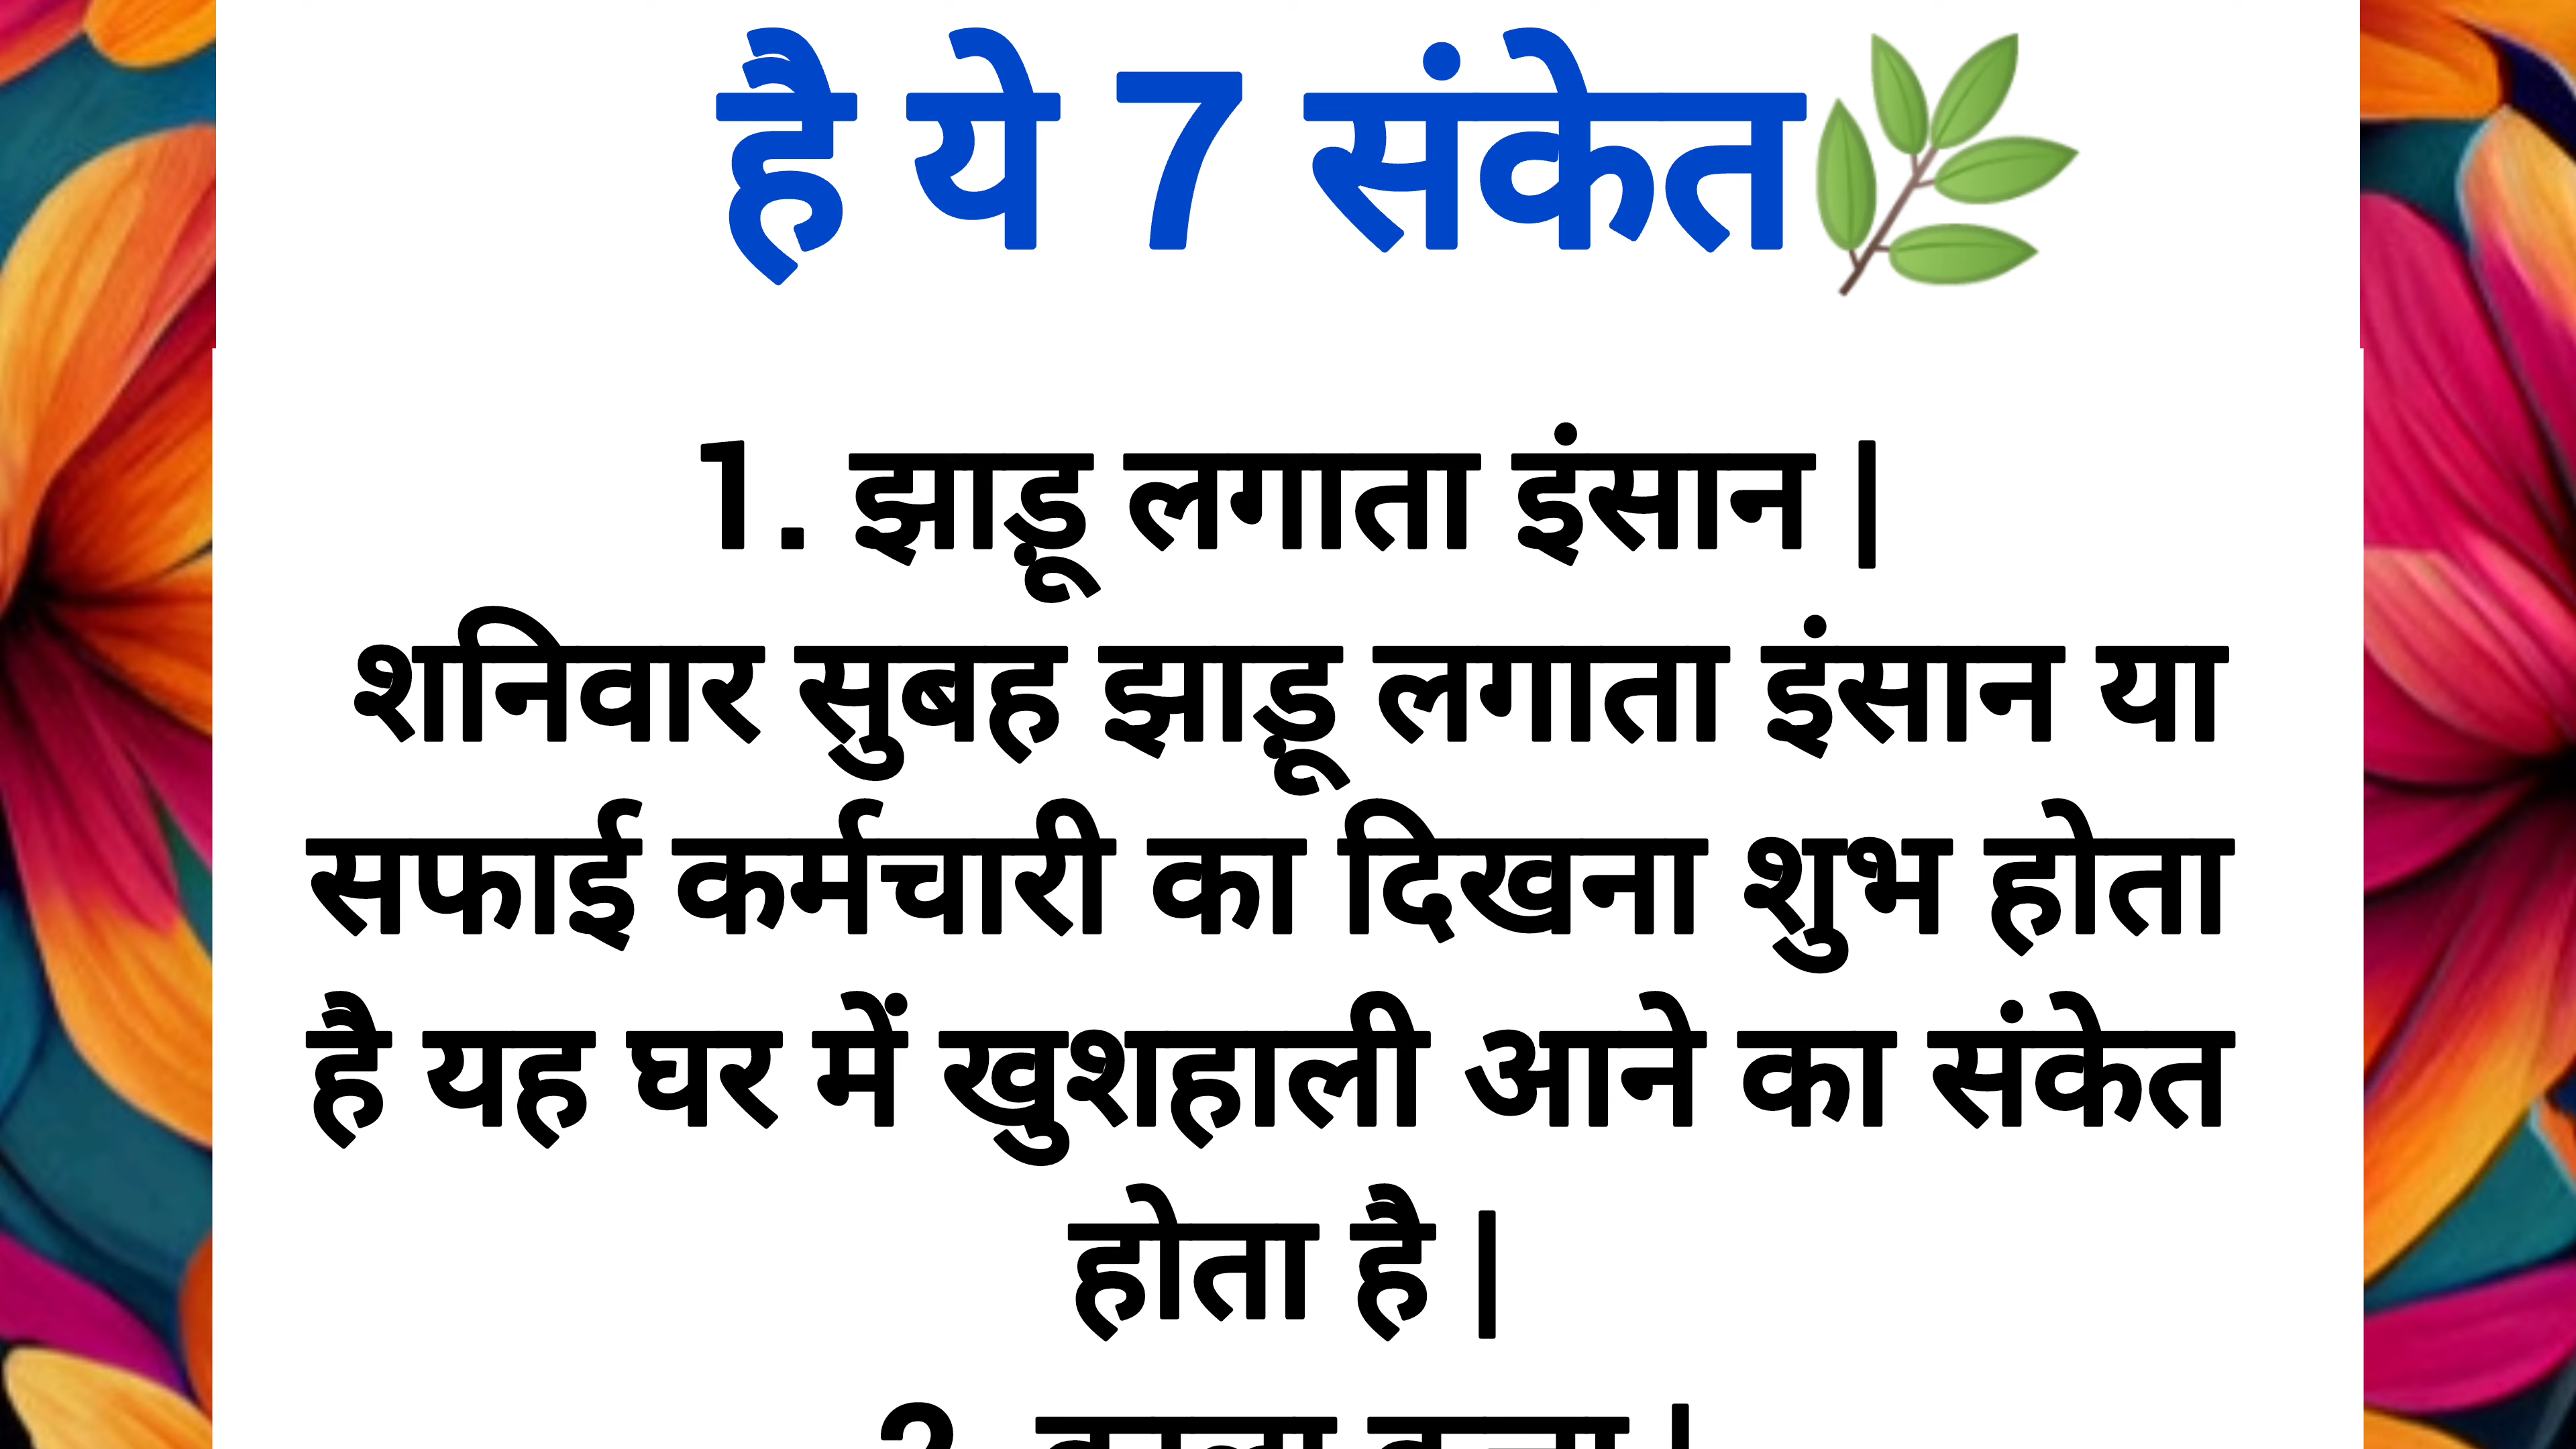 है ये 7 संकेत
1. झाड़ू लगाता इंसान |
शनिवार सुबह झाड़ू लगाता इंसान या
सफाई कर्मचारी का दिखना शुभ होता
है यह घर में खुशहाली आने का संकेत
होता है |